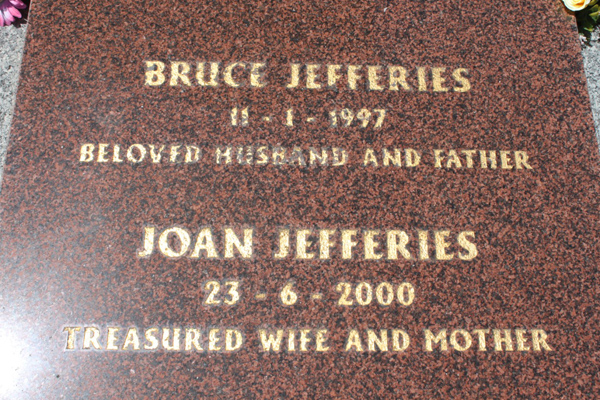 BRUCE JEFFERIES
11 - 1 - 1997
BELOVED HUSBAND AND FATHER
JOAN JEFFERIES
23 - 6 - 2000
TREASURED WIFE AND MOTHER